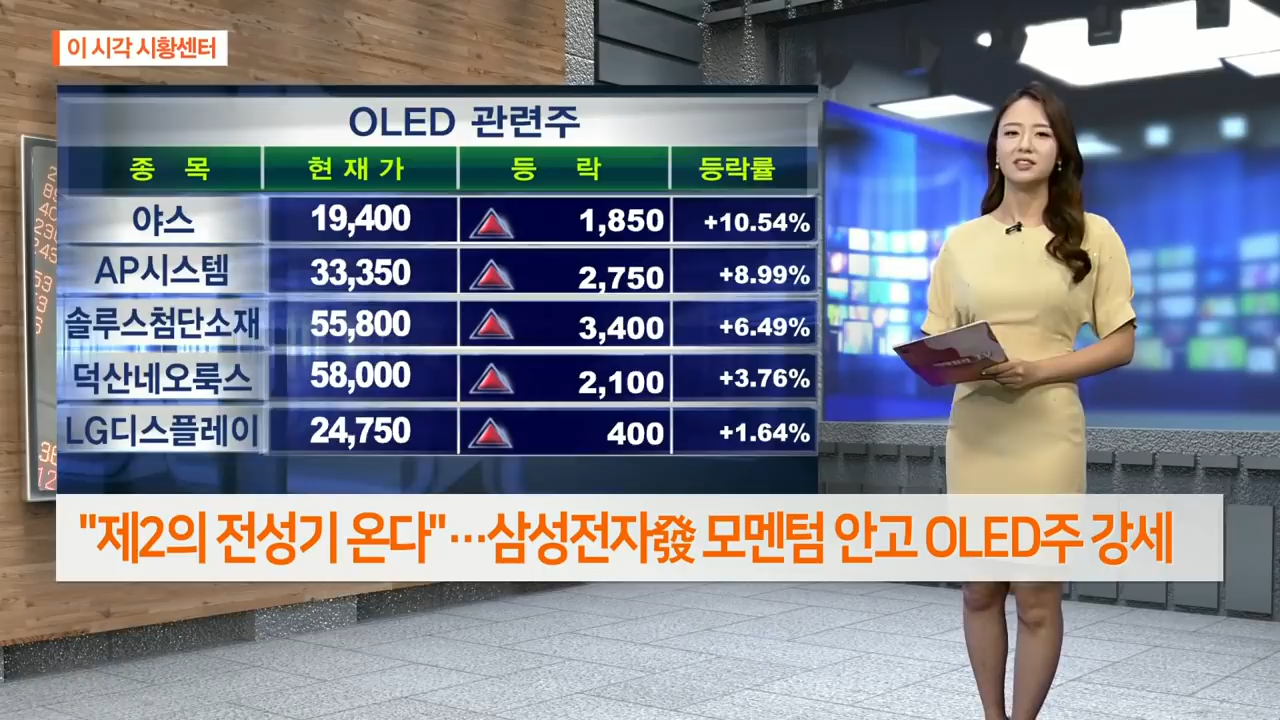 이 시각 시황센터
OLED 관련주
종 목 현재가 등 락 등락률
야스 19,400 ▲ 1,850 +10.54%
AP시스템 33,350 ▲ 2,750 +8.99%
솔루스첨단소재 55,800 ▲ 3,400 +6.49%
덕산네오룩스 58,000 ▲ 2,100 +3.76%
LG디스플레이 24,750 ▲ 400 +1.64%
"제2의 전성기 온다"…삼성전자發 모멘텀 안고 OLED주 강세